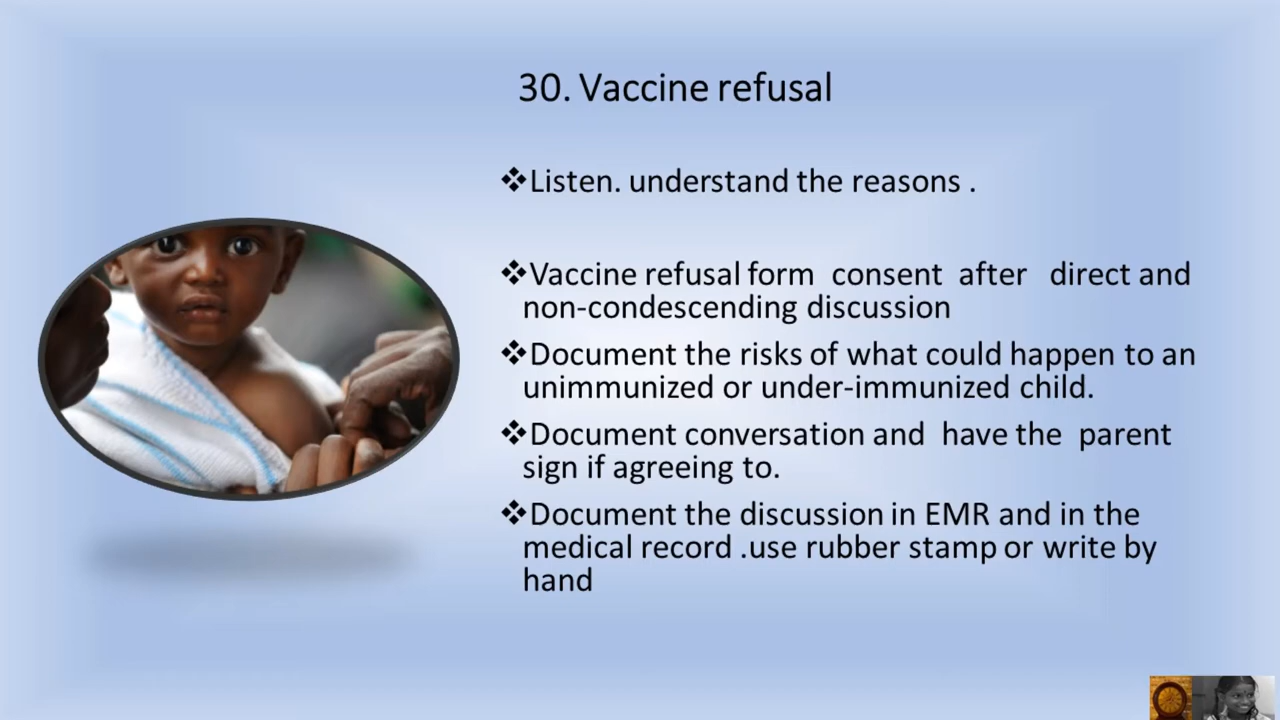 30. Vaccine refusal
❖Listen. understand the reasons .
❖Vaccine refusal form consent after direct and
non-condescending discussion
❖Document the risks of what could happen to an
unimmunized or under-immunized child.
❖Document conversation and have the parent
sign if agreeing to.
❖Document the discussion in EMR and in the
medical record .use rubber stamp or write by
hand